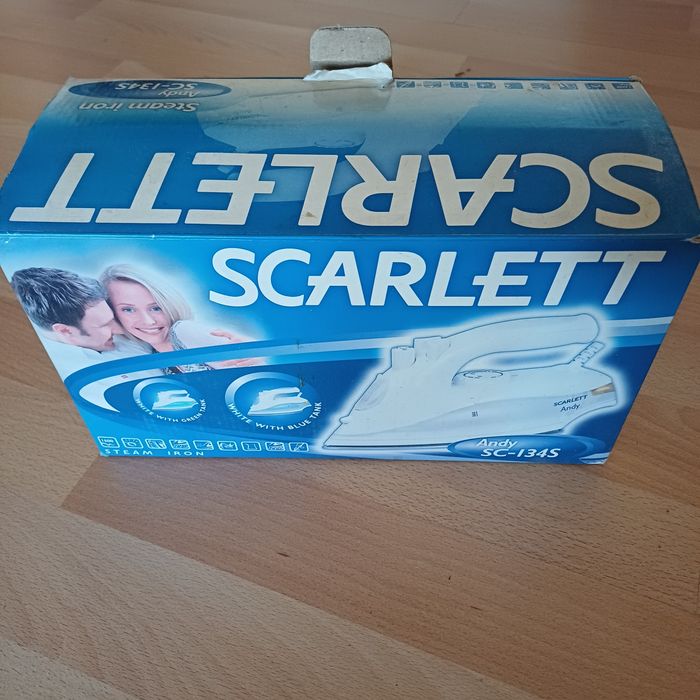 Steam iron
Andy
SC-134S
SCARLETT
SCARLETT
WHITE WITH GREEN TANK
WHITE WITH BLUE TANK
SCARLETT
Andy
Andy
SC-134S
STEAM IRON